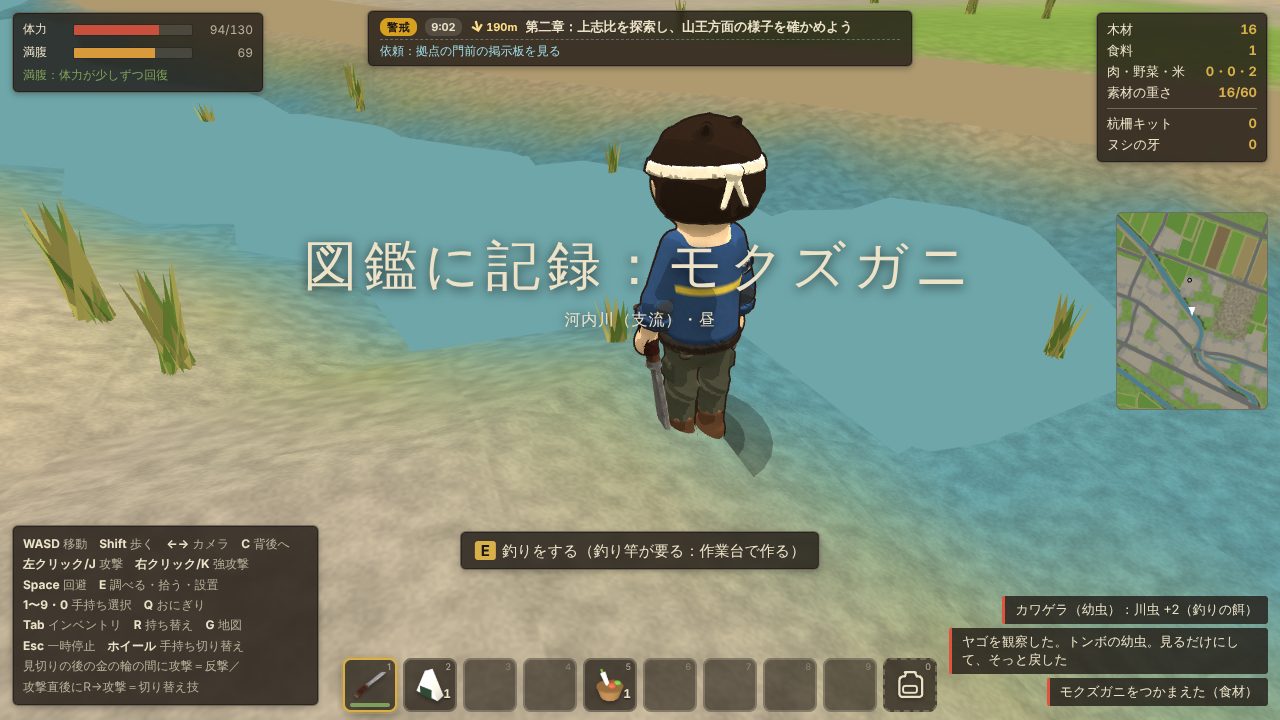 体力 94/130
満腹 69
満腹：体力が少しずつ回復
警戒 9:02 190m 第二章：上志比を探索し、山王方面の様子を確かめよう
依頼：拠点の門前の掲示板を見る
木材 16
食料 1
肉・野菜・米 0・0・2
素材の重さ 16/60
杭柵キット 0
ヌシの牙 0
図鑑に記録：モクズガニ
河内川（支流）・昼
E 釣りをする（釣り竿が要る：作業台で作る）
WASD 移動 Shift 歩く ←→ カメラ C 背後へ
左クリック/J 攻撃 右クリック/K 強攻撃
Space 回避 E 調べる・拾う・設置
1〜9・0 手持ち選択 Q おにぎり
Tab インベントリ R 持ち替え G 地図
Esc 一時停止 ホイール 手持ち切り替え
見切りの後の金の輪の間に攻撃＝反撃／
攻撃直後にR→攻撃＝切り替え技
カワゲラ（幼虫）：川虫 +2（釣りの餌）
ヤゴを観察した。トンボの幼虫。見るだけにし
て、そっと戻した
モクズガニをつかまえた（食材）
1 2 3 4 5 6 7 8 9 0
1 1